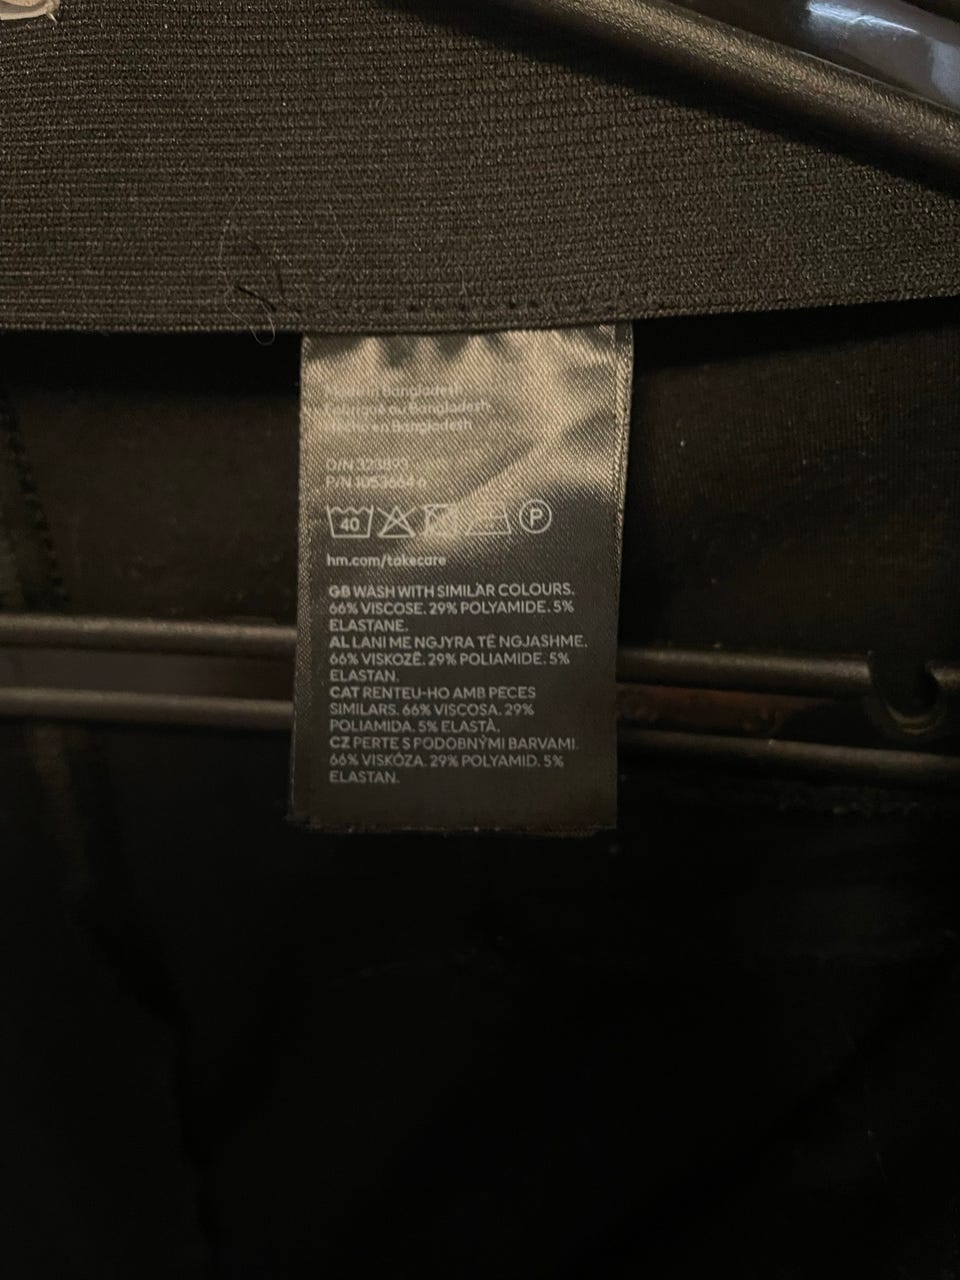 Made in Bangladesh
Fabriqué au Bangladesh
Hecho en Bangladesh
O/N 323893
P/N
40
P
hm.com/takecare
GB WASH WITH SIMILAR COLOURS.
66% VISCOSE. 29% POLYAMIDE. 5%
ELASTANE.
AL LANI ME NGJYRA TË NGJASHME.
66% VISKOZË. 29% POLIAMIDE. 5%
ELASTAN.
CAT RENTEU-HO AMB PECES
SIMILARS. 66% VISCOSA. 29%
POLIAMIDA. 5% ELASTÀ.
CZ PERTE S PODOBNÝMI BARVAMI.
66% VISKÓZA. 29% POLYAMID. 5%
ELASTAN.